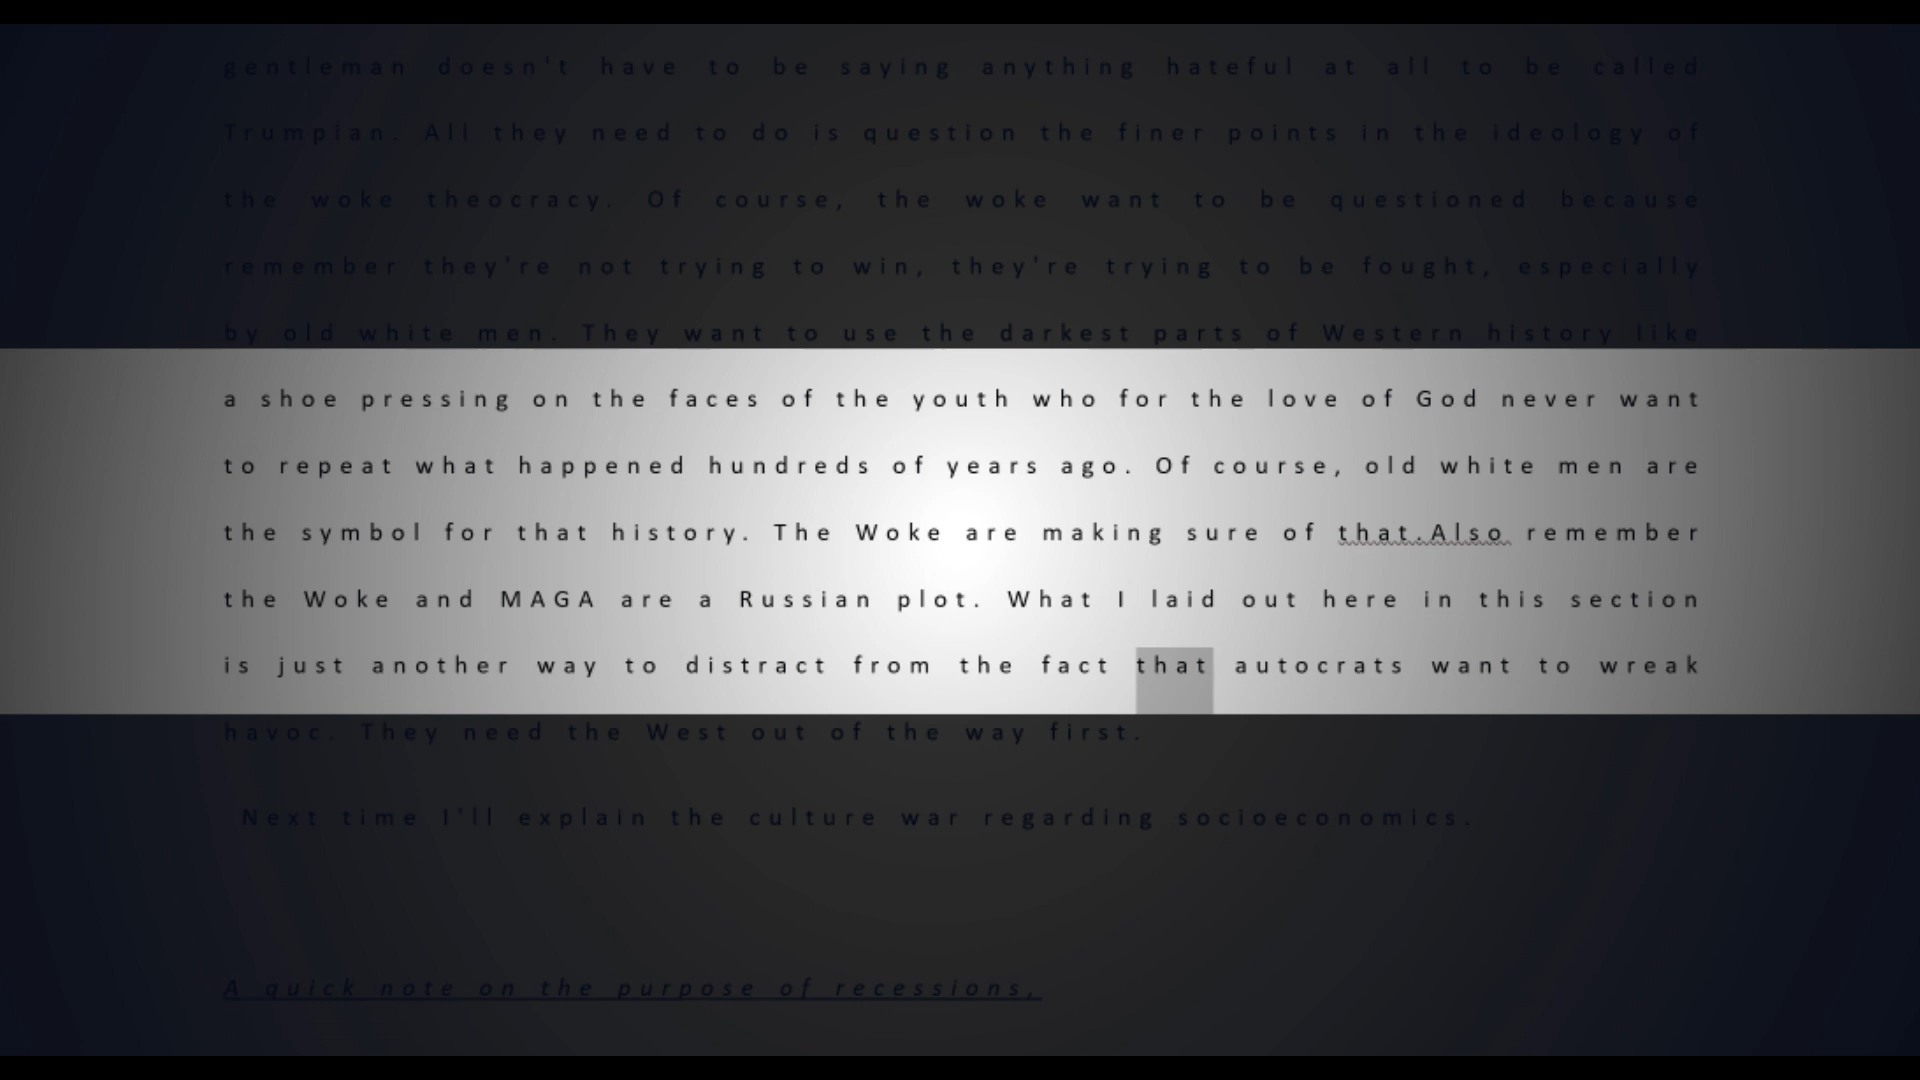 gentleman doesn't have to be saying anything hateful at all to be called
Trumpian. All they need to do is question the finer points in the ideology of
the woke theocracy. Of course, the woke want to be questioned because
remember they're not trying to win, they're trying to be fought, especially
by old white men. They want to use the darkest parts of Western history like
a shoe pressing on the faces of the youth who for the love of God never want
to repeat what happened hundreds of years ago. Of course, old white men are
the symbol for that history. The Woke are making sure of that.Also remember
the Woke and MAGA are a Russian plot. What I laid out here in this section
is just another way to distract from the fact that autocrats want to wreak
havoc. They need the West out of the way first.
Next time I'll explain the culture war regarding socioeconomics.
A quick note on the purpose of recessions,